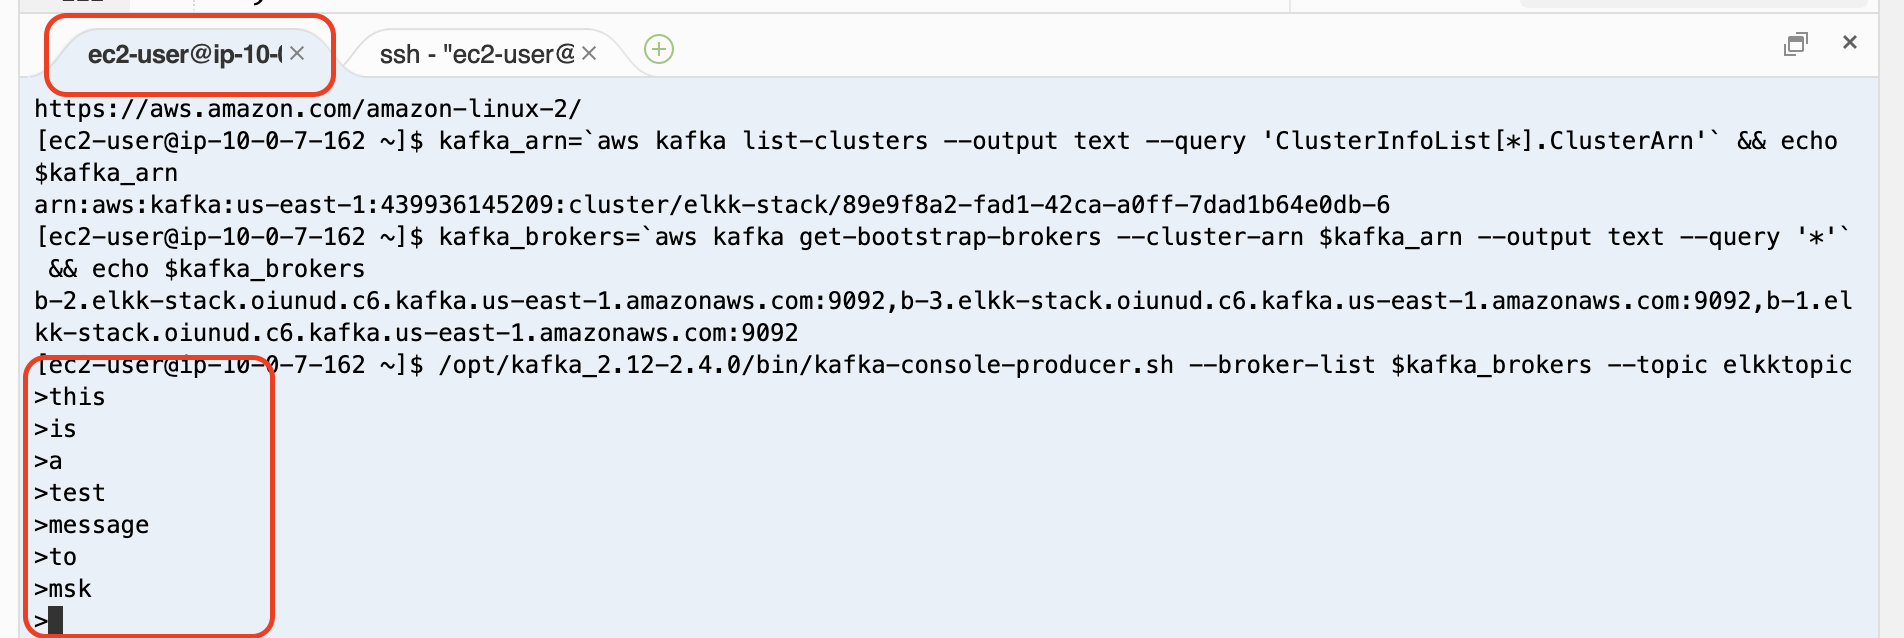 ec2-user@ip-10-
ssh - "ec2-user@
https://aws.amazon.com/amazon-linux-2/
[ec2-user@ip-10-0-7-162 ~]$ kafka_arn=`aws kafka list-clusters --output text --query 'ClusterInfoList[*].ClusterArn'` && echo
$kafka_arn
arn:aws:kafka:us-east-1:439936145209:cluster/elkk-stack/89e9f8a2-fad1-42ca-a0ff-7dad1b64e0db-6
[ec2-user@ip-10-0-7-162 ~]$ kafka_brokers=`aws kafka get-bootstrap-brokers --cluster-arn $kafka_arn --output text --query '*'`
 && echo $kafka_brokers
b-2.elkk-stack.oiunud.c6.kafka.us-east-1.amazonaws.com:9092,b-3.elkk-stack.oiunud.c6.kafka.us-east-1.amazonaws.com:9092,b-1.el
kk-stack.oiunud.c6.kafka.us-east-1.amazonaws.com:9092
[ec2-user@ip-10-0-7-162 ~]$ /opt/kafka_2.12-2.4.0/bin/kafka-console-producer.sh --broker-list $kafka_brokers --topic elkktopic
>this
>is
>a
>test
>message
>to
>msk
>